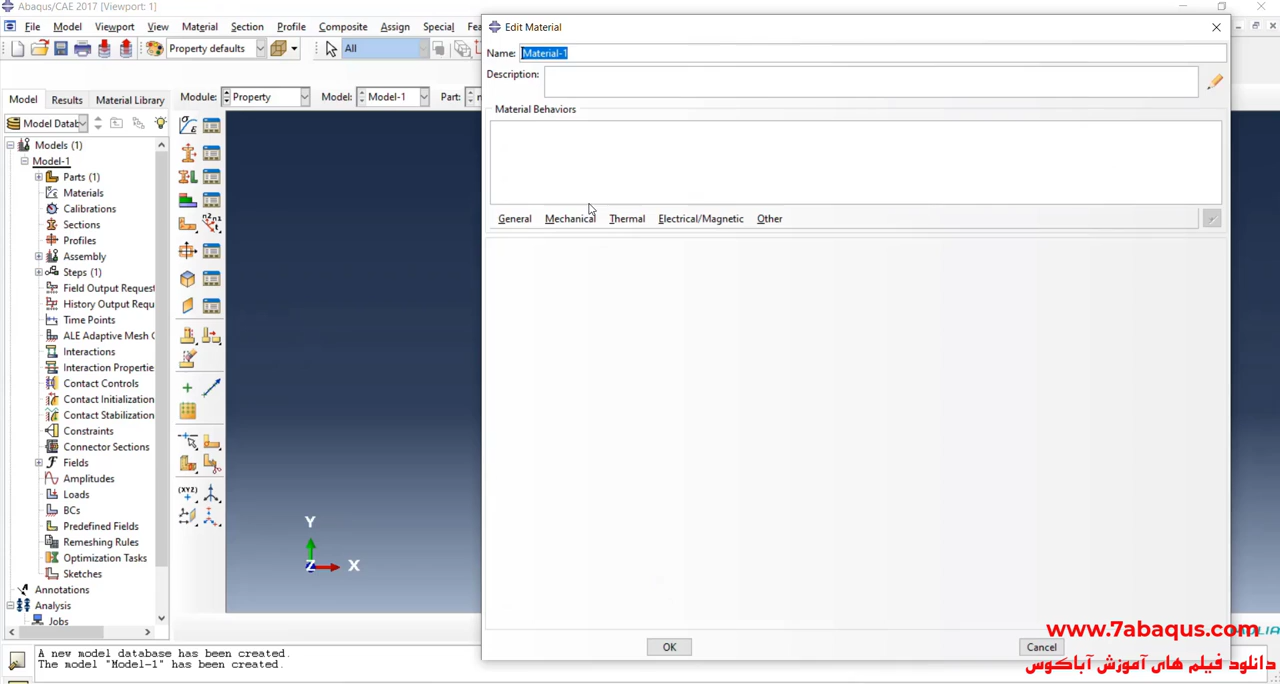 Abaqus/CAE 2017 [Viewport: 1]
File Model Viewport View Material Section Profile Composite Assign Special Fea
Property defaults All
Model Results Material Library
Module: Property Model: Model-1 Part:
Model Datab
Models (1)
Model-1
Parts (1)
Materials
Calibrations
Sections
Profiles
Assembly
Steps (1)
Field Output Request
History Output Requ
Time Points
ALE Adaptive Mesh C
Interactions
Interaction Propertie
Contact Controls
Contact Initialization
Contact Stabilization
Constraints
Connector Sections
Fields
Amplitudes
Loads
BCs
Predefined Fields
Remeshing Rules
Optimization Tasks
Sketches
Annotations
Analysis
Jobs
Y
Z X
Edit Material
Name: Material-1
Description:
Material Behaviors
General Mechanical Thermal Electrical/Magnetic Other
OK Cancel
www.7abaqus.com
دانلود فیلم های آموزش آباکوس
A new model database has been created.
The model "Model-1" has been created.